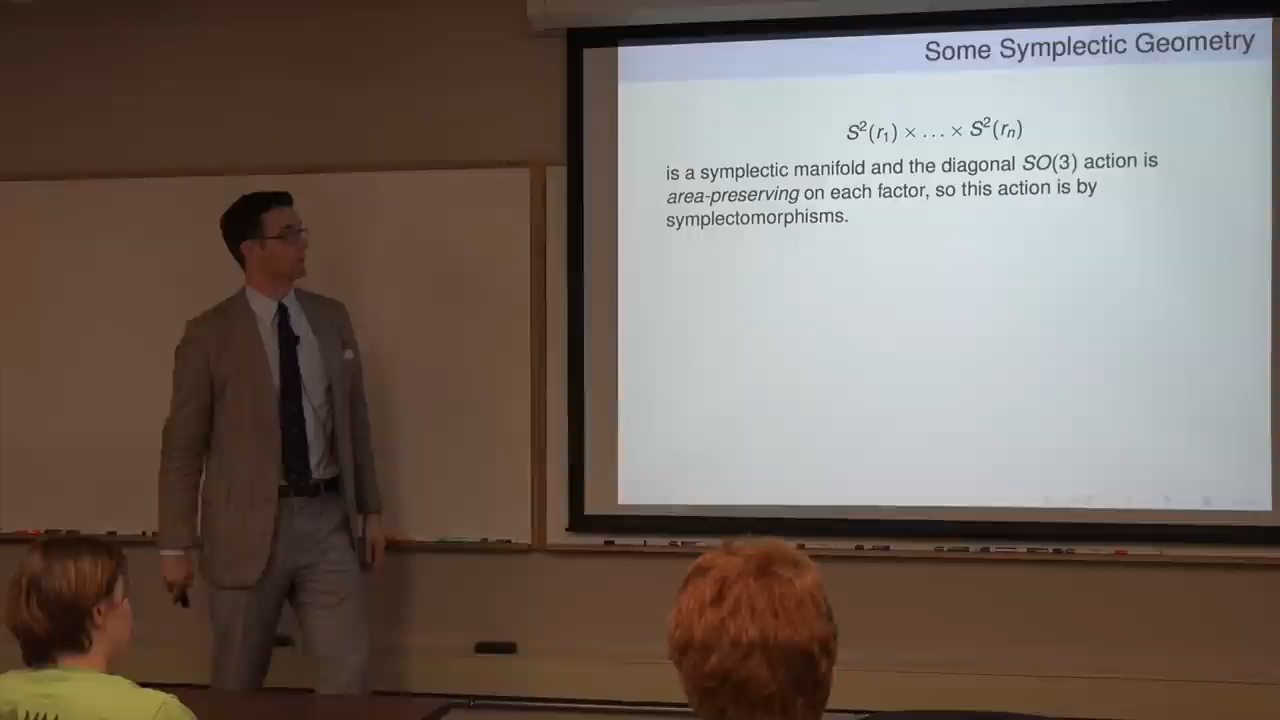 Some Symplectic Geometry
S²(r₁) × … × S²(rₙ)
is a symplectic manifold and the diagonal SO(3) action is
area-preserving on each factor, so this action is by
symplectomorphisms.